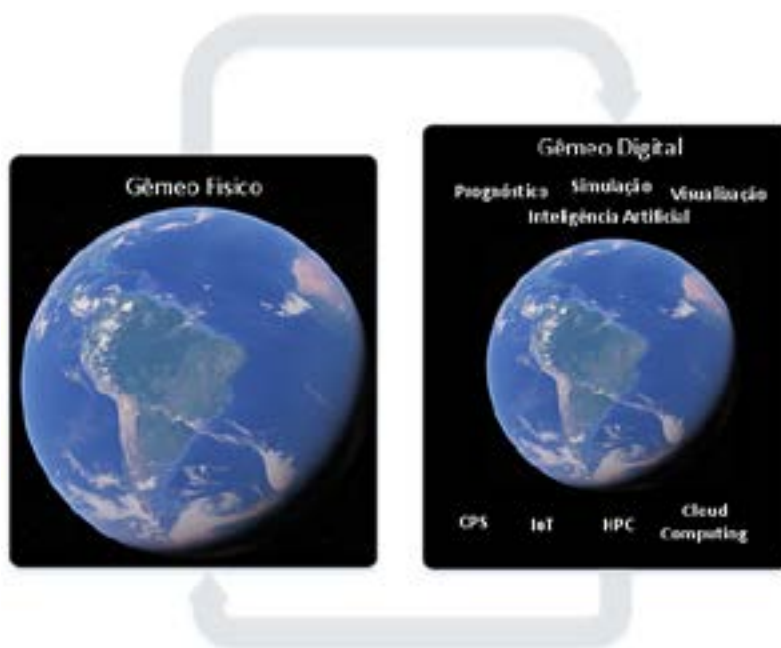 Gêmeo Físico
Gêmeo Digital
Prognóstico Simulação Visualização
Inteligência Artificial
CPS IoT HPC Cloud
Computing